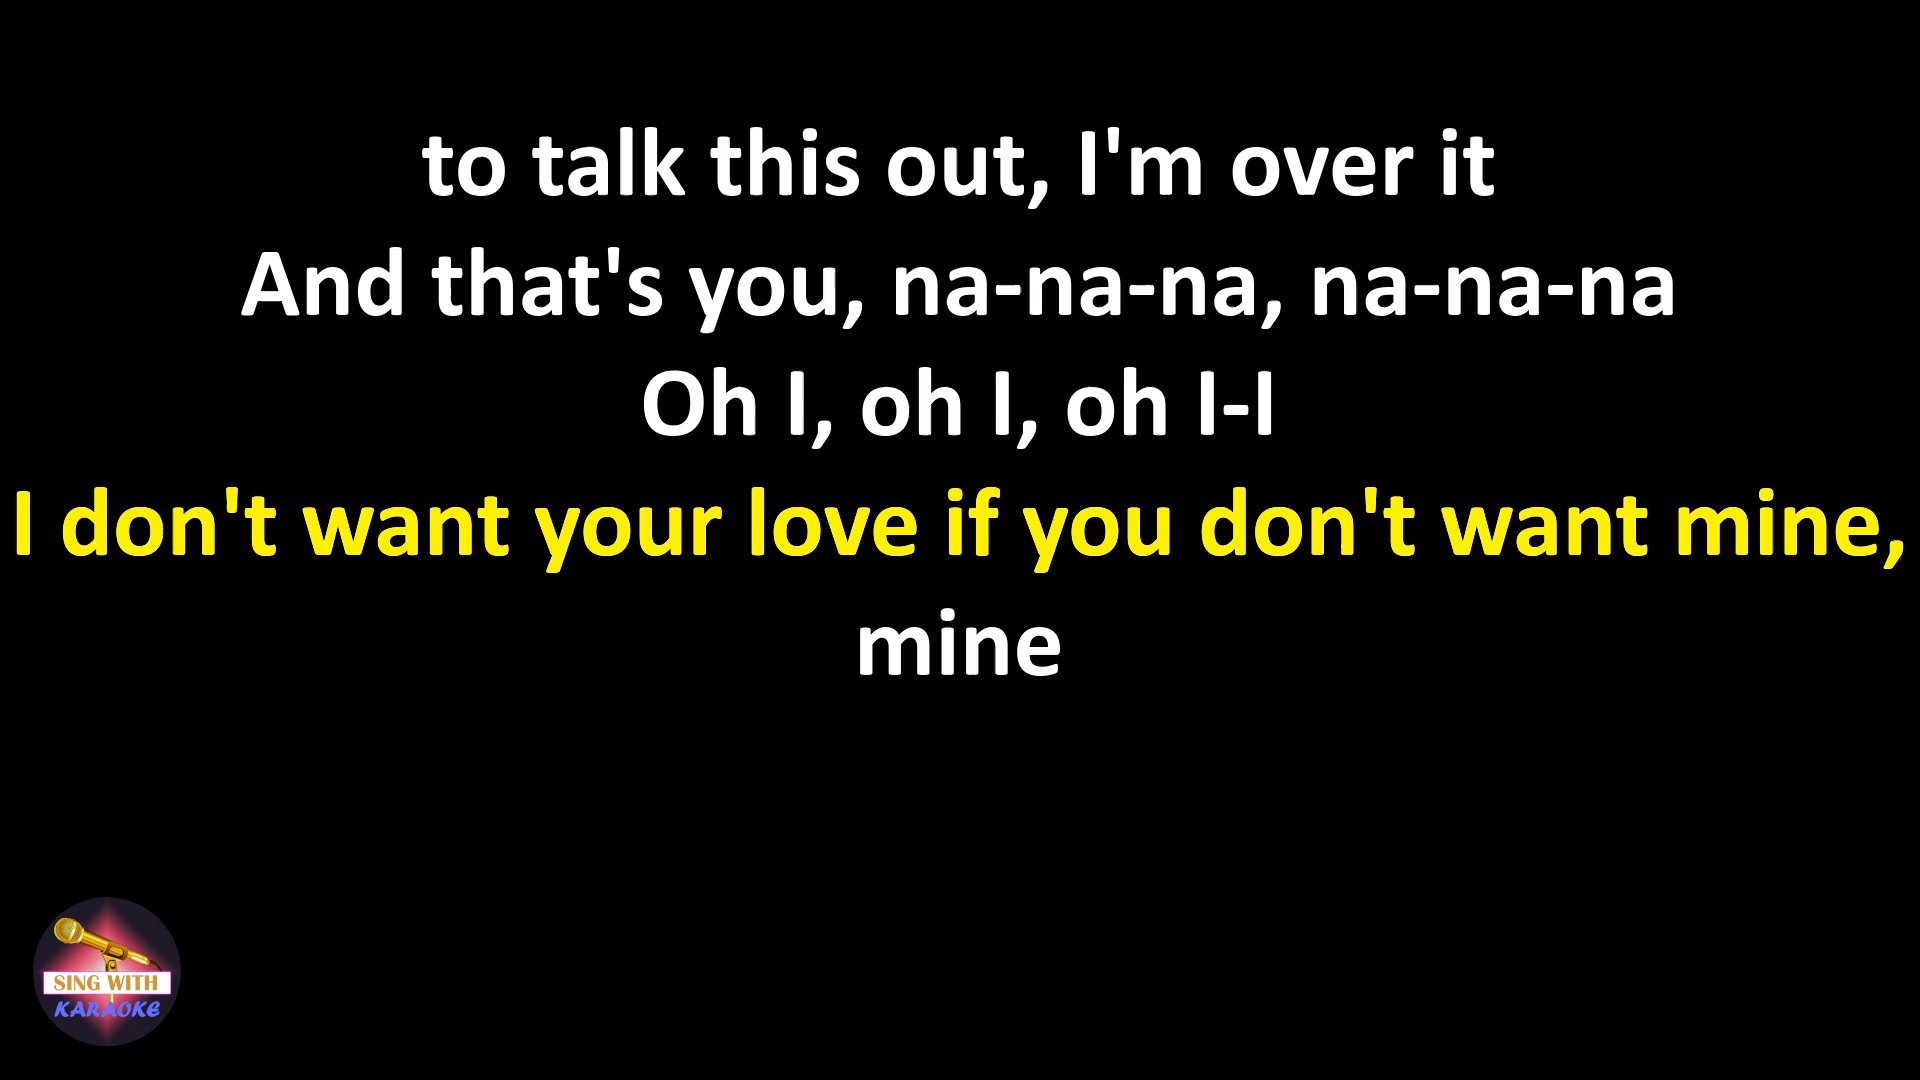 to talk this out, I'm over it
And that's you, na-na-na, na-na-na
Oh I, oh I, oh I-I
I don't want your love if you don't want mine,
mine
SING WITH
KARAOKE